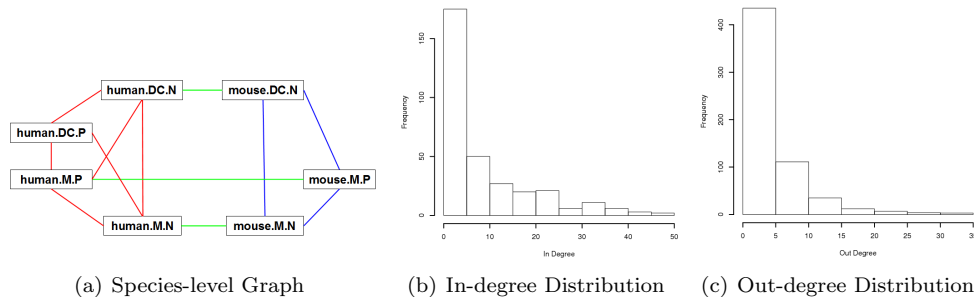 human.DC.N
mouse.DC.N
human.DC.P
human.M.P
mouse.M.P
human.M.N
mouse.M.N
(a) Species-level Graph
Frequency
0
50
100
150
0 10 20 30 40 50
In Degree
(b) In-degree Distribution
Frequency
0
100
200
300
400
0 5 10 15 20 25 30 35
Out Degree
(c) Out-degree Distribution